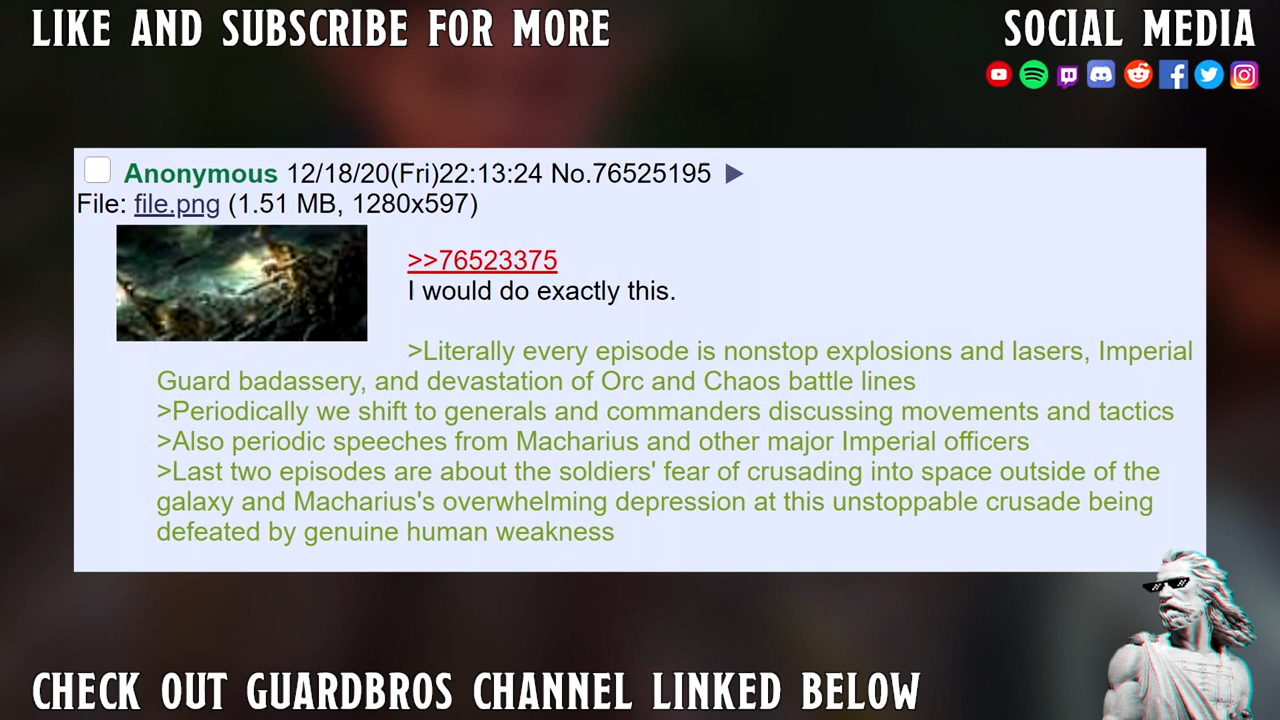 LIKE AND SUBSCRIBE FOR MORE
SOCIAL MEDIA
Anonymous 12/18/20(Fri)22:13:24 No.76525195
File: file.png (1.51 MB, 1280x597)
>>76523375
I would do exactly this.
>Literally every episode is nonstop explosions and lasers, Imperial
Guard badassery, and devastation of Orc and Chaos battle lines
>Periodically we shift to generals and commanders discussing movements and tactics
>Also periodic speeches from Macharius and other major Imperial officers
>Last two episodes are about the soldiers' fear of crusading into space outside of the
galaxy and Macharius's overwhelming depression at this unstoppable crusade being
defeated by genuine human weakness
CHECK OUT GUARDBROS CHANNEL LINKED BELOW